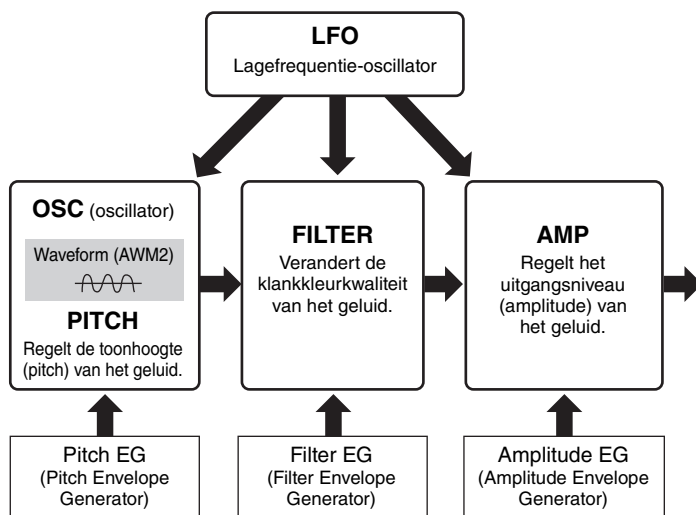 LFO
Lagefrequentie-oscillator
OSC (oscillator)
Waveform (AWM2)
PITCH
Regelt de toonhoogte
(pitch) van het geluid.
FILTER
Verandert de
klankkleurkwaliteit
van het geluid.
AMP
Regelt het
uitgangsniveau
(amplitude) van
het geluid.
Pitch EG
(Pitch Envelope
Generator)
Filter EG
(Filter Envelope
Generator)
Amplitude EG
(Amplitude Envelope
Generator)